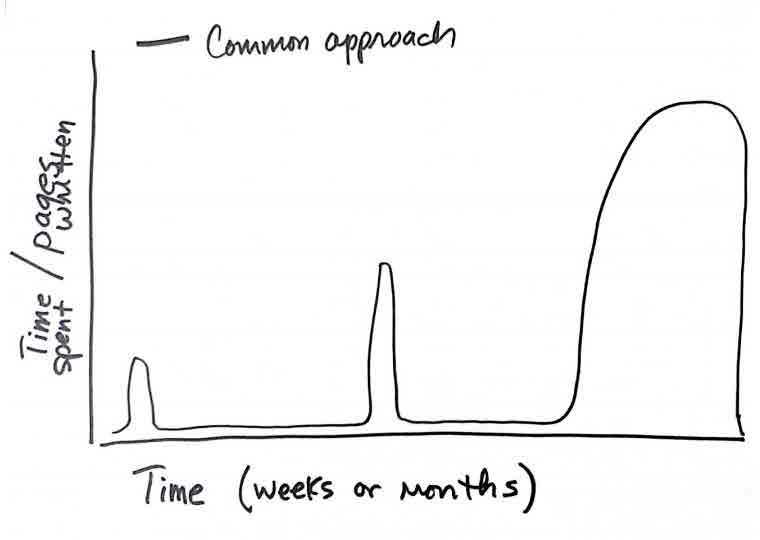 Common approach
Time / pages
spent written
Time (weeks or months)